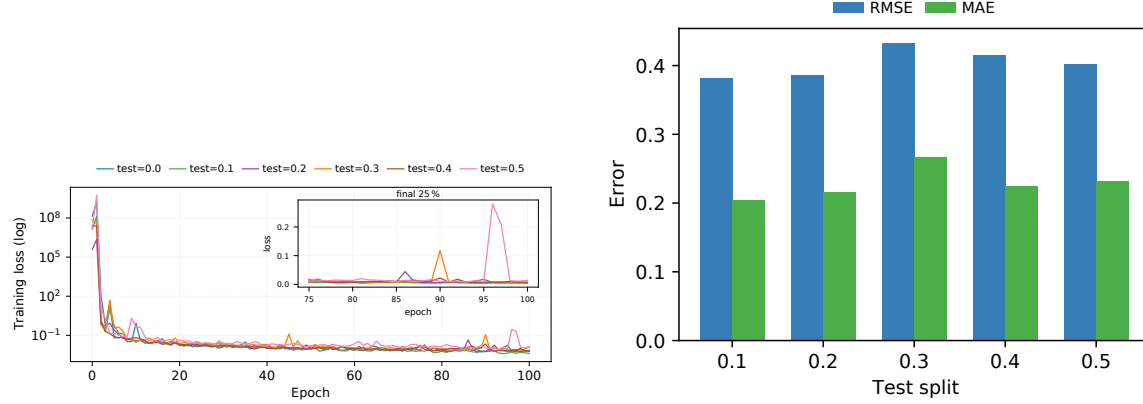 RMSE MAE
test=0.0 test=0.1 test=0.2 test=0.3 test=0.4 test=0.5
Training loss (log)
10^8
10^5
10^2
10^-1
0 20 40 60 80 100
Epoch
final 25 %
loss
0.2
0.1
0.0
75 80 85 90 95 100
epoch
Error
0.4
0.3
0.2
0.1
0.0
0.1 0.2 0.3 0.4 0.5
Test split